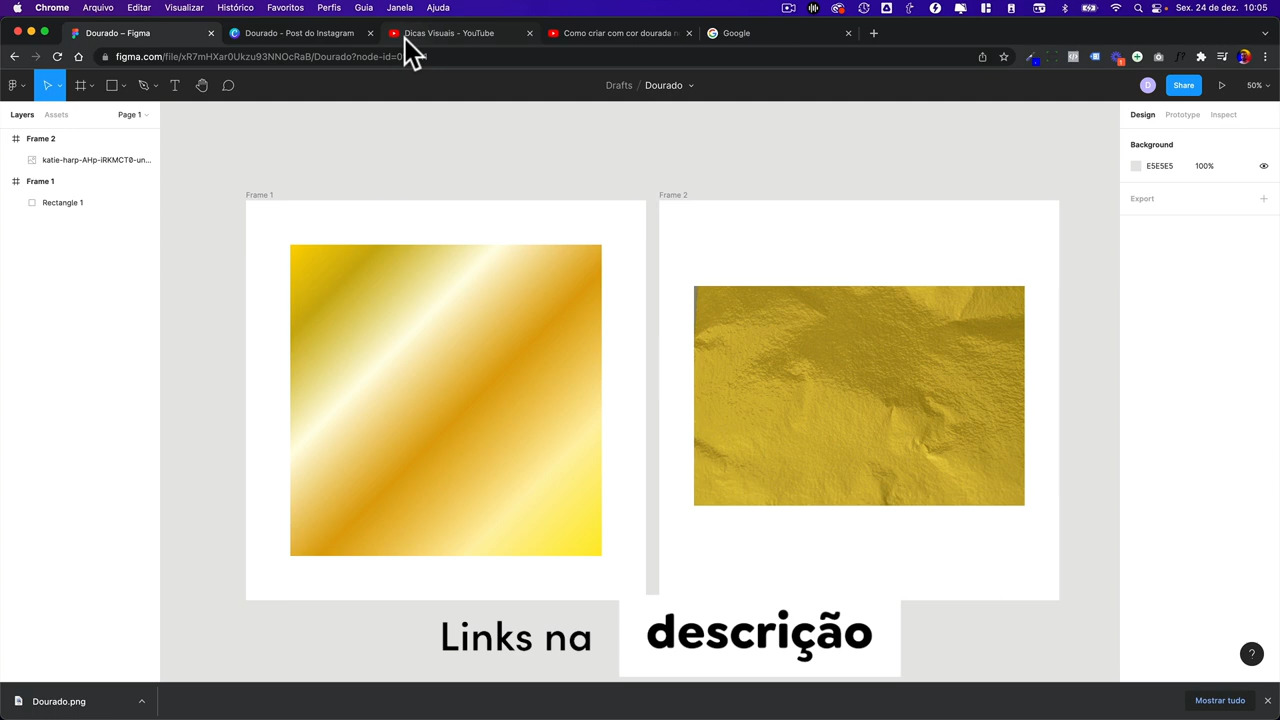 Chrome Arquivo Editar Visualizar Histórico Favoritos Perfis Guia Janela Ajuda Sex. 24 de dez. 10:05
Dourado – Figma
Dourado - Post do Instagram
Dicas Visuais - YouTube
Como criar com cor dourada n
Google
figma.com/file/xR7mHXar0Ukzu93NNOcRaB/Dourado?node-id=0
Drafts / Dourado
D
Share
50%
Layers Assets Page 1
Frame 2
katie-harp-AHp-iRKMCT0-un...
Frame 1
Rectangle 1
Frame 1
Frame 2
Design Prototype Inspect
Background
E5E5E5 100%
Export
Links na descrição
?
Dourado.png
Mostrar tudo